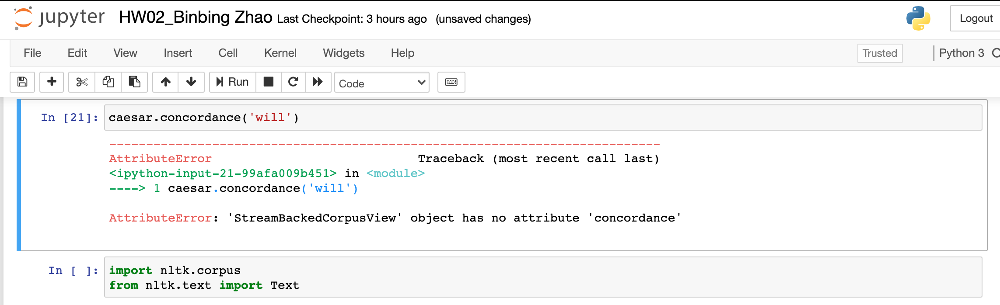 jupyter HW02_Binbing Zhao Last Checkpoint: 3 hours ago (unsaved changes) Logout
File Edit View Insert Cell Kernel Widgets Help Trusted Python 3
Run Code
In [21]: caesar.concordance('will')
---------------------------------------------------------------------------
AttributeError Traceback (most recent call last)
<ipython-input-21-99afa009b451> in <module>
----> 1 caesar.concordance('will')
AttributeError: 'StreamBackedCorpusView' object has no attribute 'concordance'
In [ ]: import nltk.corpus
from nltk.text import Text